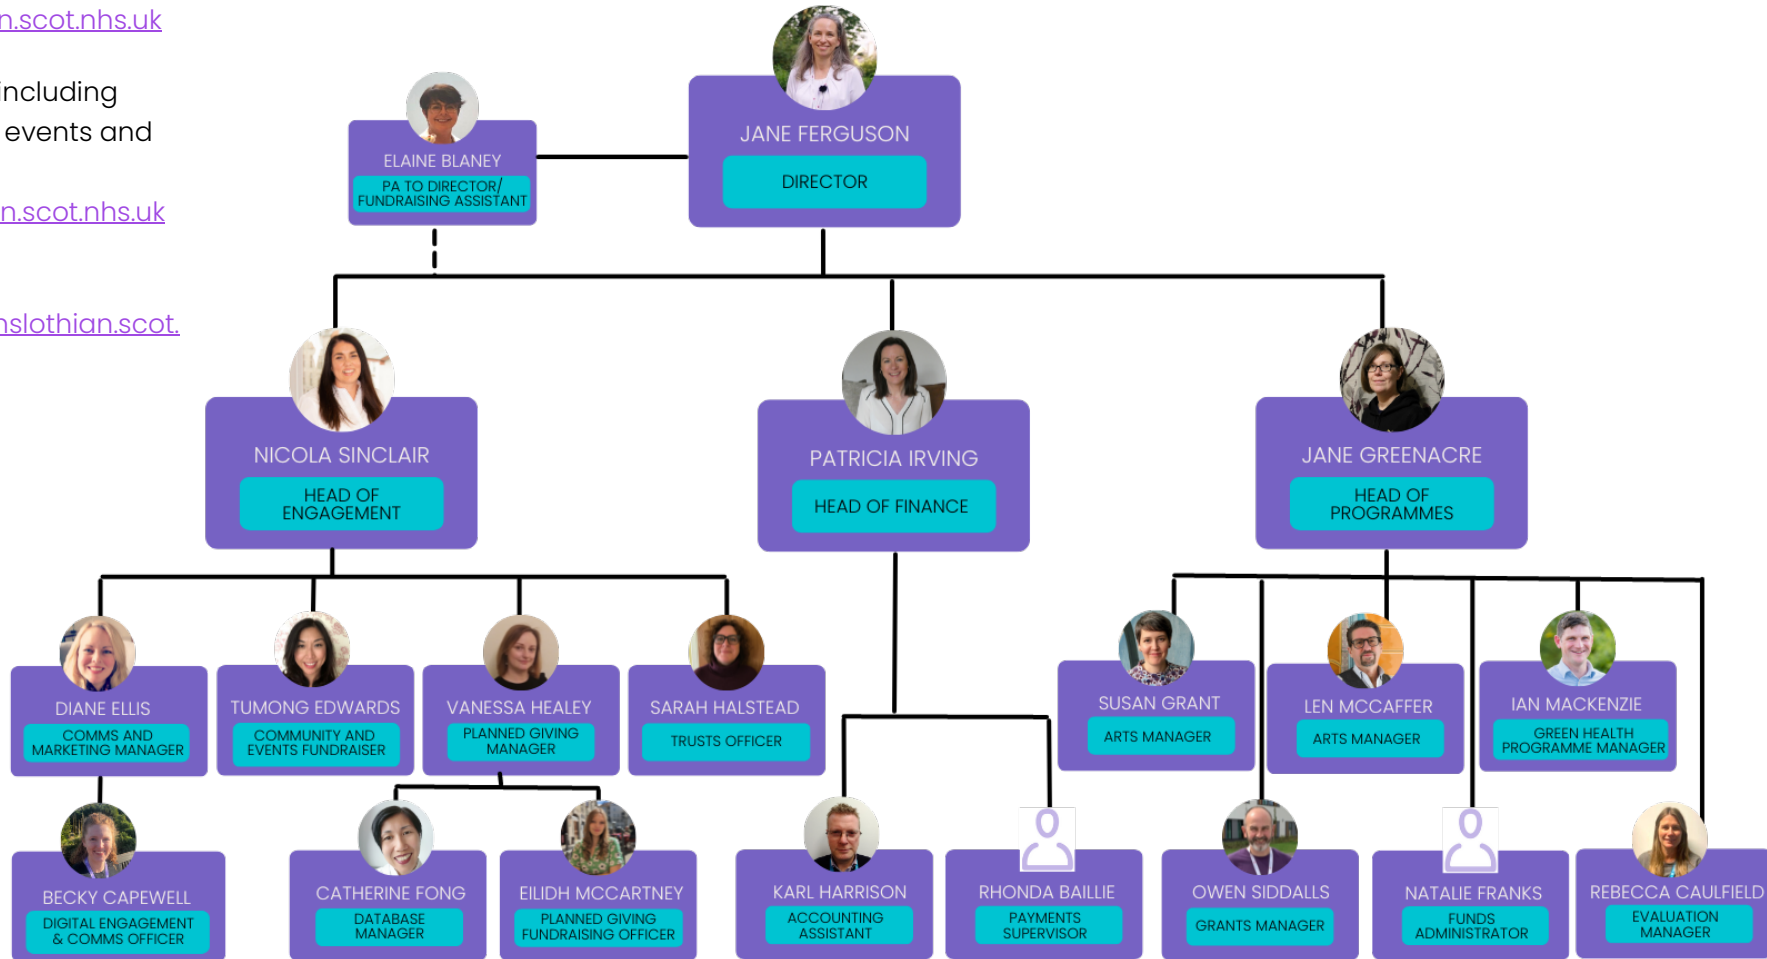 n.scot.nhs.uk
including
events and
n.scot.nhs.uk
nslothian.scot.
JANE FERGUSON
DIRECTOR
ELAINE BLANEY
PA TO DIRECTOR/
FUNDRAISING ASSISTANT
NICOLA SINCLAIR
HEAD OF
ENGAGEMENT
PATRICIA IRVING
HEAD OF FINANCE
JANE GREENACRE
HEAD OF
PROGRAMMES
DIANE ELLIS
COMMS AND
MARKETING MANAGER
TUMONG EDWARDS
COMMUNITY AND
EVENTS FUNDRAISER
VANESSA HEALEY
PLANNED GIVING
MANAGER
SARAH HALSTEAD
TRUSTS OFFICER
SUSAN GRANT
ARTS MANAGER
LEN MCCAFFER
ARTS MANAGER
IAN MACKENZIE
GREEN HEALTH
PROGRAMME MANAGER
BECKY CAPEWELL
DIGITAL ENGAGEMENT
& COMMS OFFICER
CATHERINE FONG
DATABASE
MANAGER
EILIDH MCCARTNEY
PLANNED GIVING
FUNDRAISING OFFICER
KARL HARRISON
ACCOUNTING
ASSISTANT
RHONDA BAILLIE
PAYMENTS
SUPERVISOR
OWEN SIDDALLS
GRANTS MANAGER
NATALIE FRANKS
FUNDS
ADMINISTRATOR
REBECCA CAULFIELD
EVALUATION
MANAGER